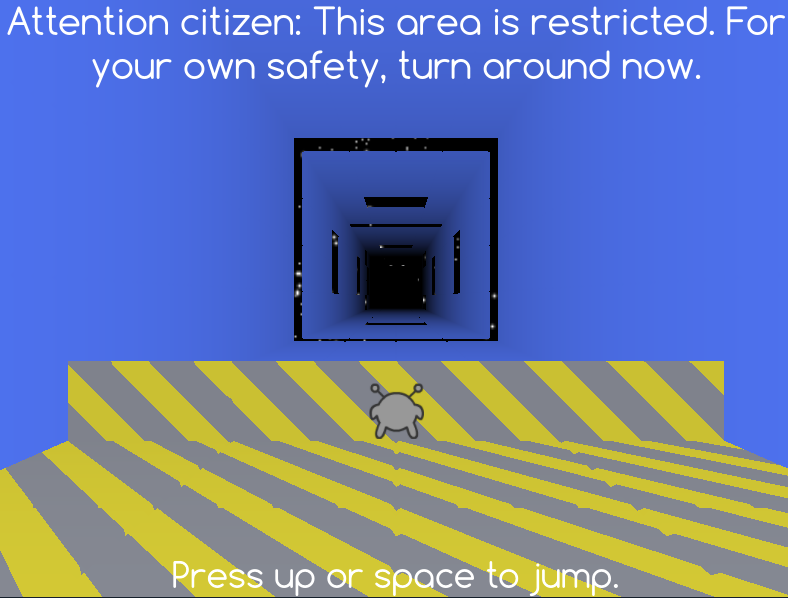 Attention citizen: This area is restricted. For
your own safety, turn around now.
Press up or space to jump.